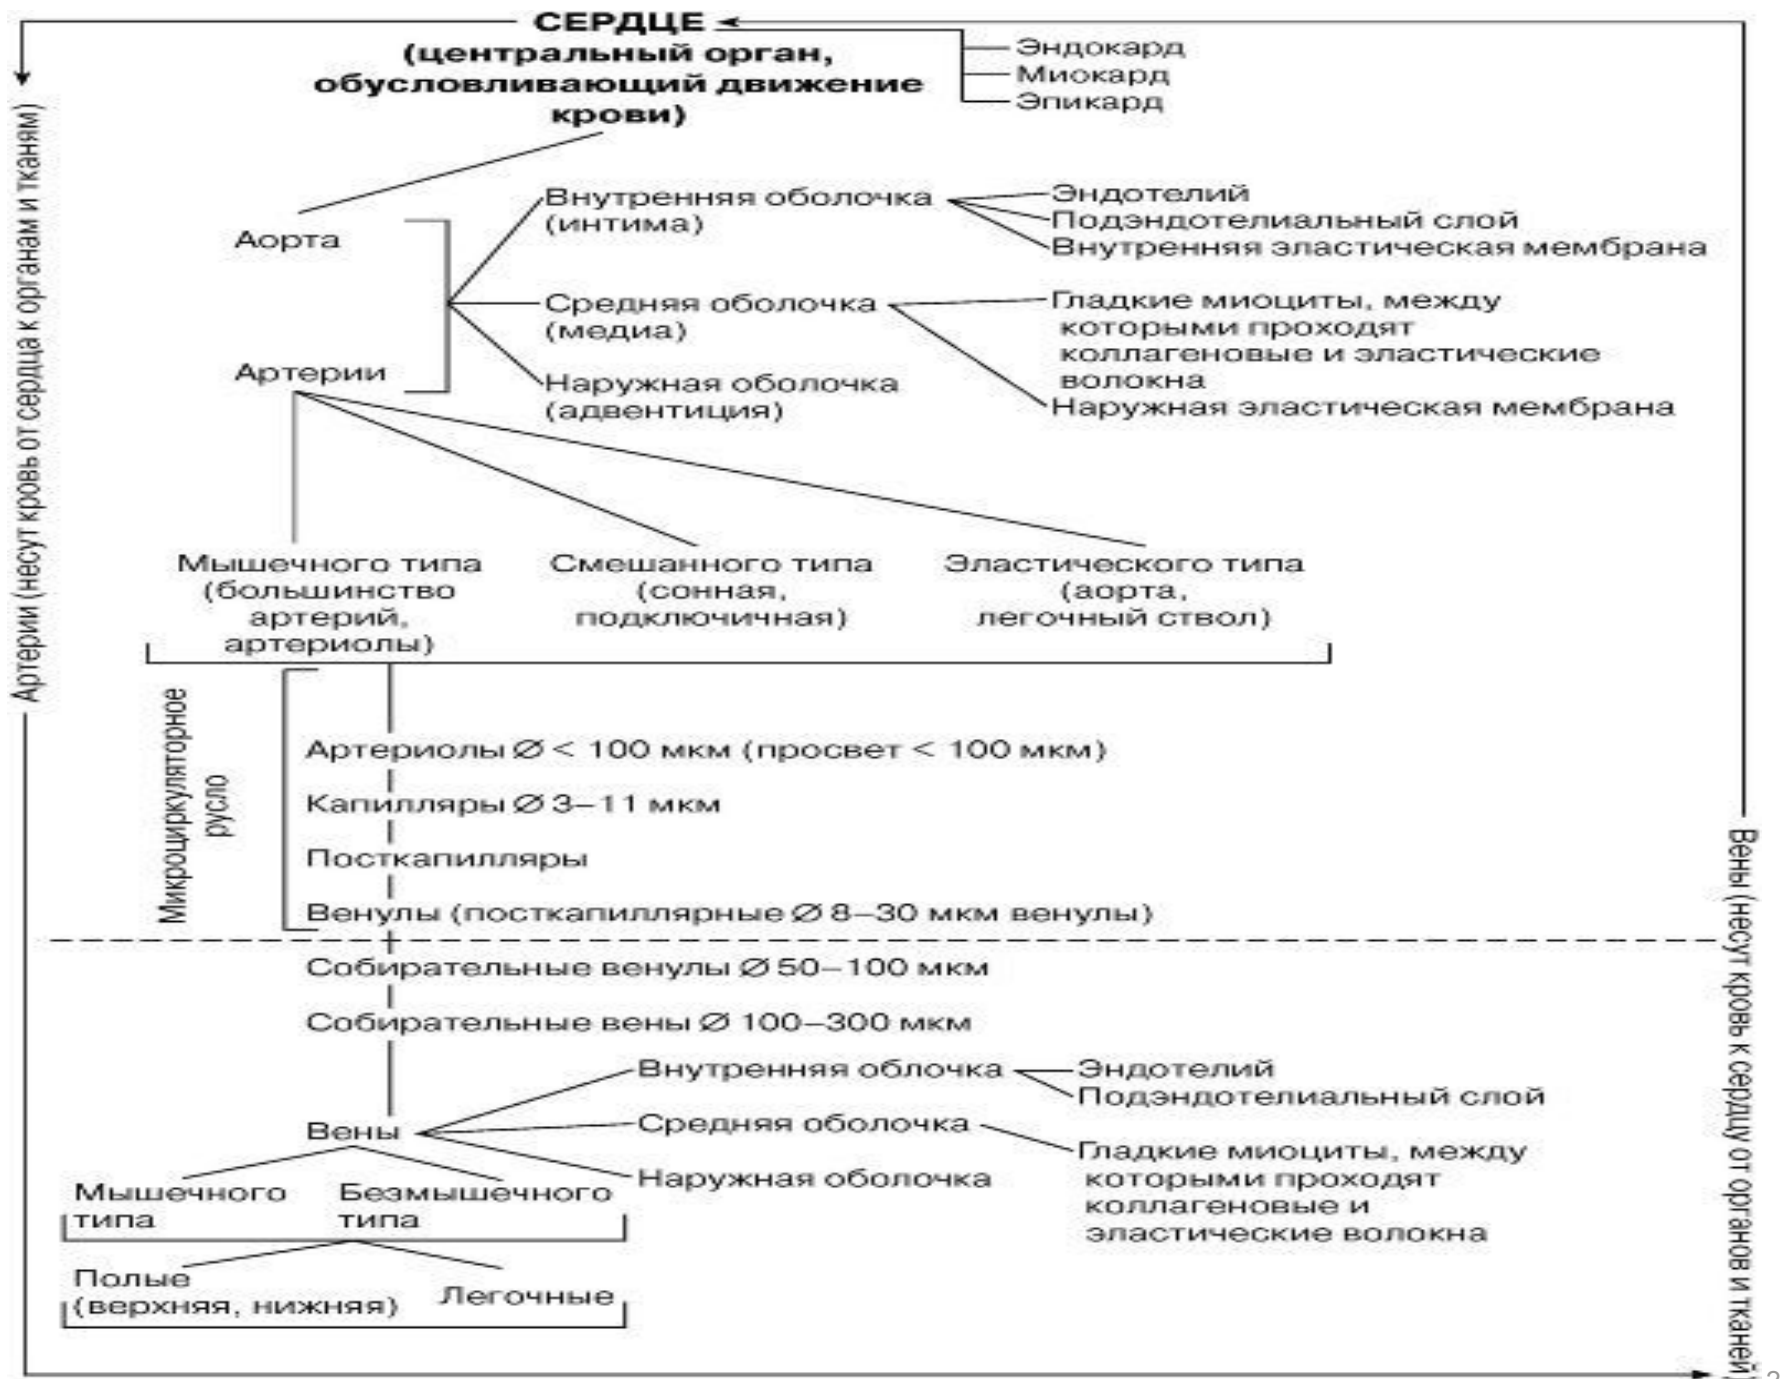 СЕРДЦЕ
(центральный орган,
обусловливающий движение
крови)
Эндокард
Миокард
Эпикард
Артерии (несут кровь от сердца к органам и тканям)
Аорта
Внутренняя оболочка
(интима)
Эндотелий
Подэндотелиальный слой
Внутренняя эластическая мембрана
Средняя оболочка
(медиа)
Гладкие миоциты, между
которыми проходят
коллагеновые и эластические
волокна
Наружная эластическая мембрана
Артерии
Наружная оболочка
(адвентиция)
Мышечного типа
(большинство
артерий,
артериолы)
Смешанного типа
(сонная,
подключичная)
Эластического типа
(аорта,
легочный ствол)
Микроциркуляторное
русло
Артериолы Ø < 100 мкм (просвет < 100 мкм)
Капилляры Ø 3–11 мкм
Посткапилляры
Венулы (посткапиллярные Ø 8–30 мкм венулы)
Собирательные венулы Ø 50–100 мкм
Собирательные вены Ø 100–300 мкм
Вены
Внутренняя облочка
Эндотелий
Подэндотелиальный слой
Средняя оболочка
Гладкие миоциты, между
которыми проходят
коллагеновые и
эластические волокна
Наружная оболочка
Мышечного
типа
Безмышечного
типа
Полые
(верхняя, нижняя)
Легочные
Вены (несут кровь к сердцу от органов и тканей)